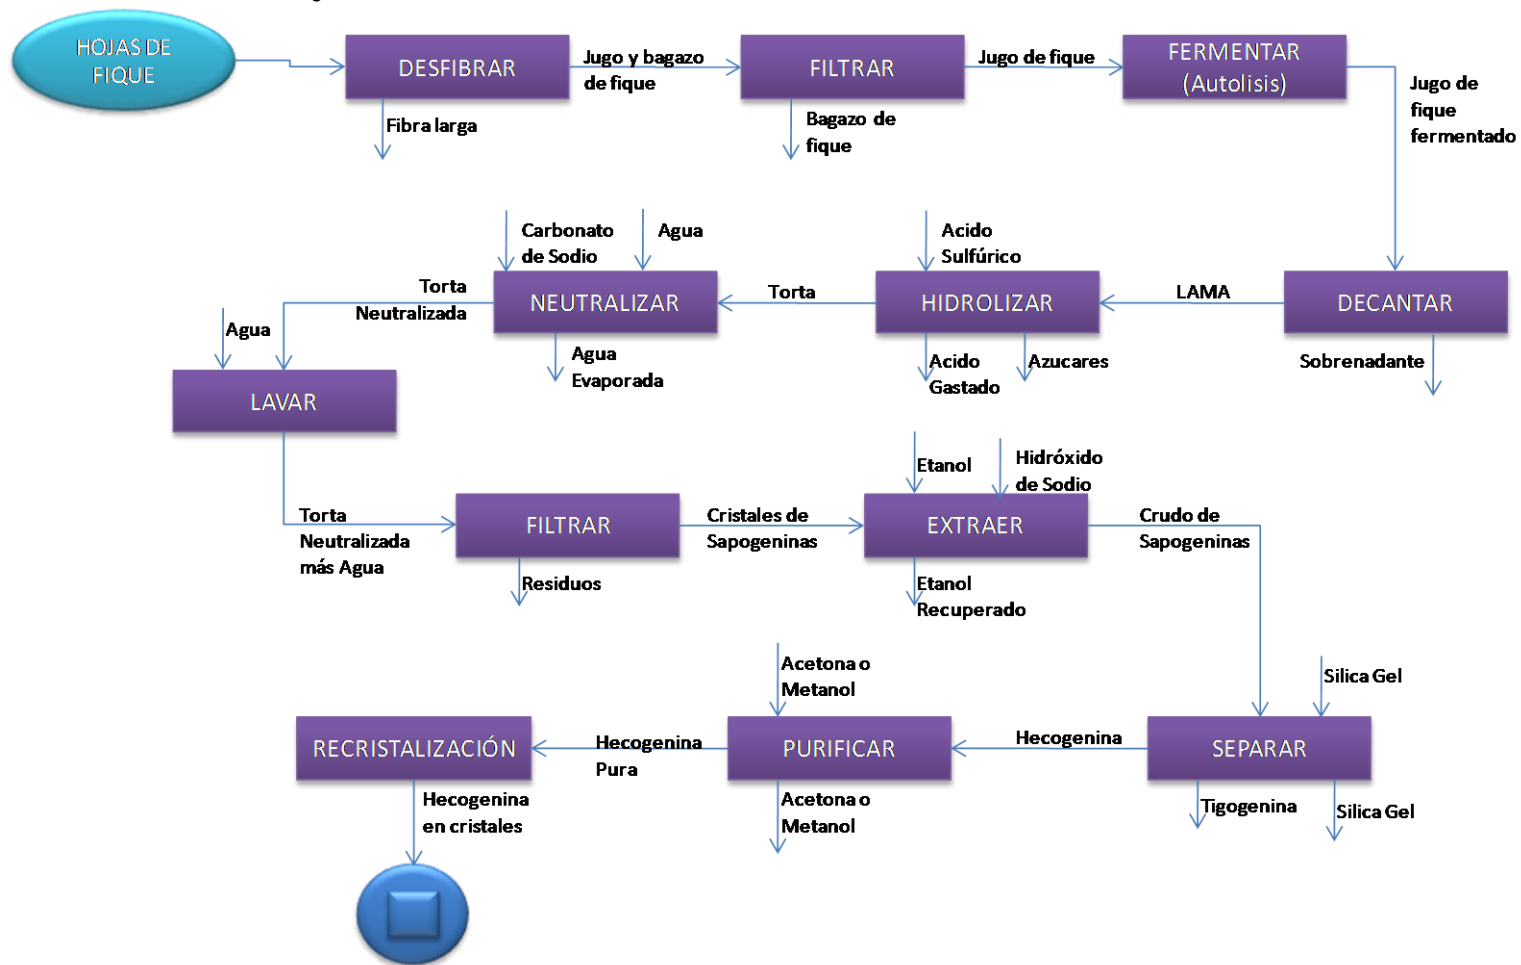 HOJAS DE
FIQUE
DESFIBRAR
Jugo y bagazo
de fique
FILTRAR
Jugo de fique
FERMENTAR
(Autolisis)
Jugo de
fique
fermentado
Fibra larga
Bagazo de
fique
Carbonato
de Sodio
Agua
Acido
Sulfúrico
Torta
Neutralizada
NEUTRALIZAR
Torta
HIDROLIZAR
LAMA
DECANTAR
Agua
Agua
Evaporada
Acido
Gastado
Azucares
Sobrenadante
LAVAR
Etanol
Hidróxido
de Sodio
Torta
Neutralizada
más Agua
FILTRAR
Cristales de
Sapogeninas
EXTRAER
Crudo de
Sapogeninas
Residuos
Etanol
Recuperado
Acetona o
Metanol
Silica Gel
RECRISTALIZACIÓN
Hecogenina
Pura
PURIFICAR
Hecogenina
SEPARAR
Hecogenina
en cristales
Acetona o
Metanol
Tigogenina
Silica Gel